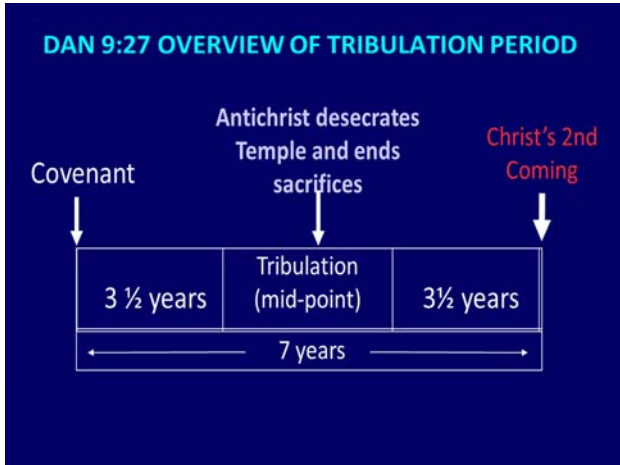 DAN 9:27 OVERVIEW OF TRIBULATION PERIOD
Antichrist desecrates
Temple and ends
sacrifices
Christ's 2nd
Coming
Covenant
3 ½ years
Tribulation
(mid-point)
3½ years
7 years